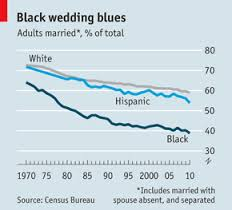 Black wedding blues
Adults married*, % of total
80
White
70
60
Hispanic
50
Black
40
30
1970 75 80 85 90 95 2000 05 10
*Includes married with
spouse absent, and separated
Source: Census Bureau